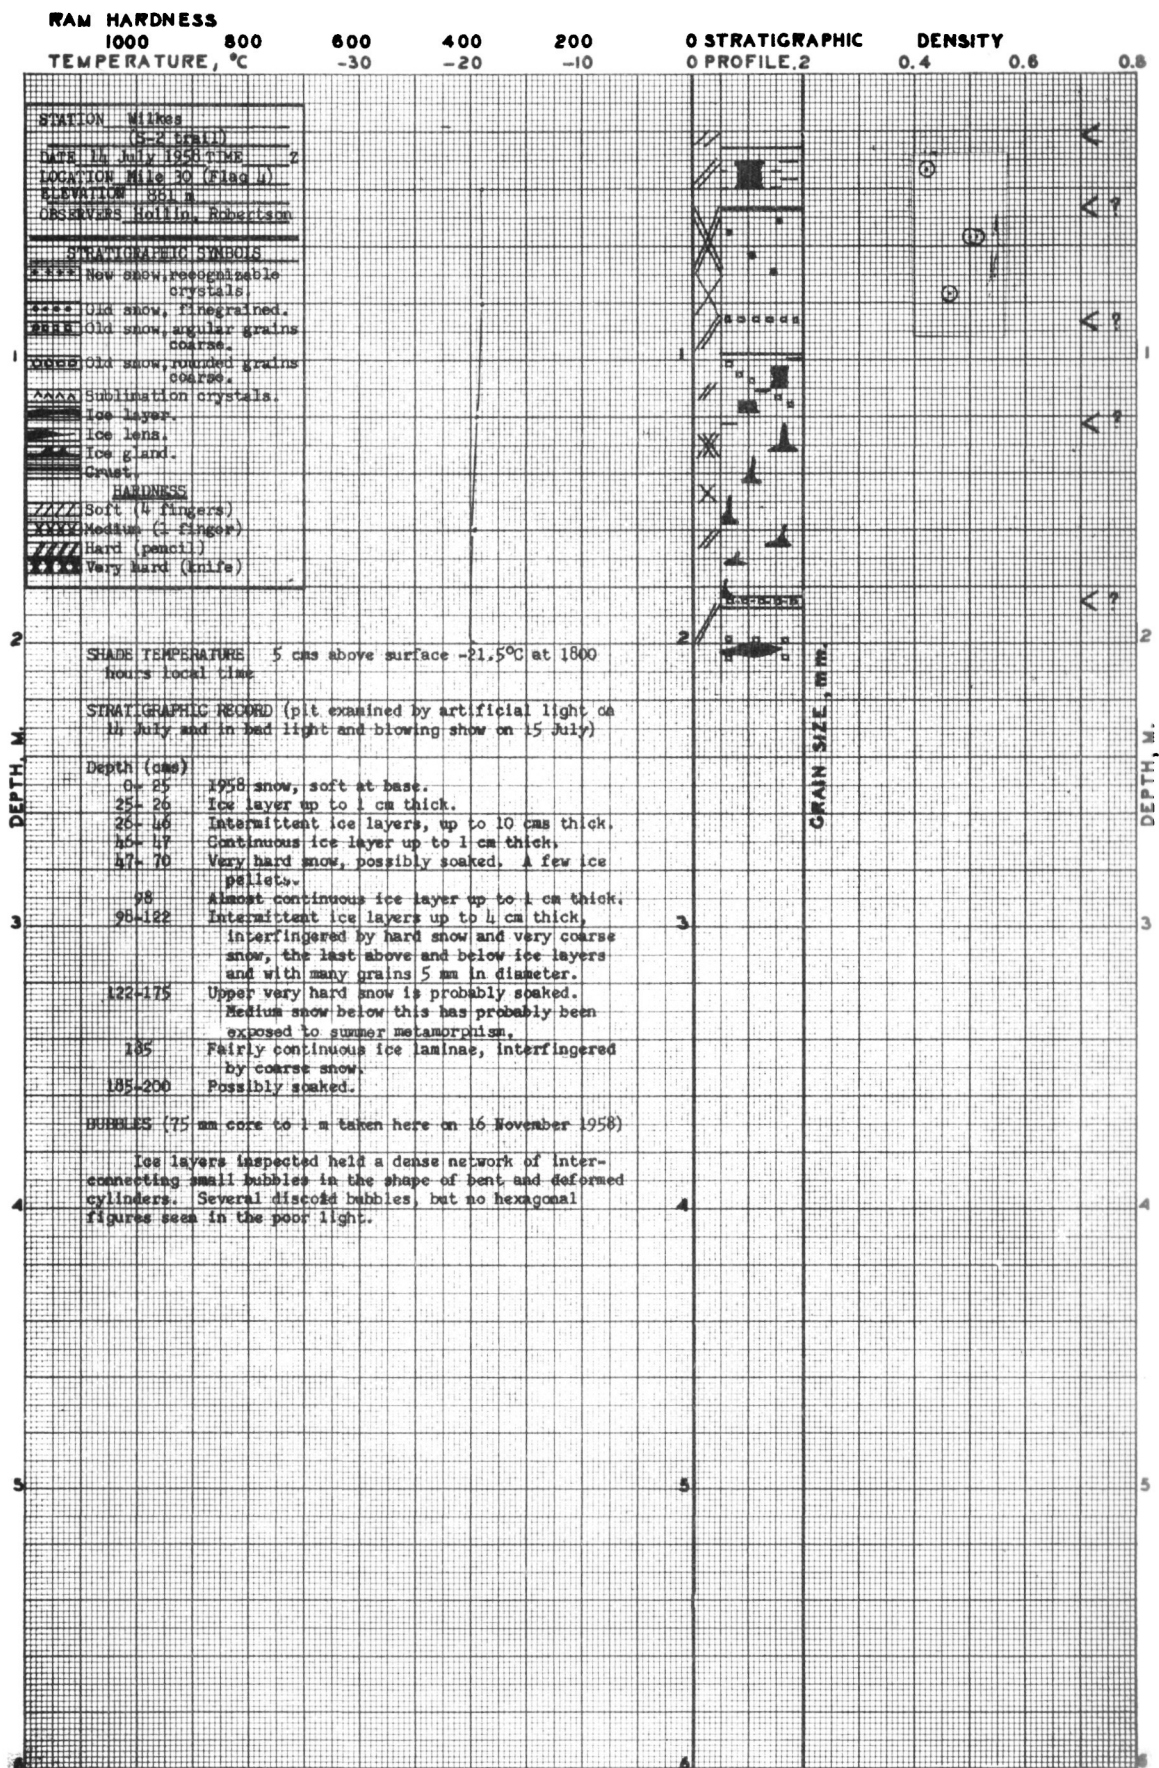 RAM HARDNESS
1000 800 600 400 200 0 STRATIGRAPHIC DENSITY
TEMPERATURE, °C -30 -20 -10 0 PROFILE .2 0.4 0.6 0.8
STATION Wilkes
(S-2 trail)
DATE 14 July 1958 TIME Z
LOCATION Mile 30 (Flag 4)
ELEVATION 861 m
OBSERVERS Hollin, Robertson
STRATIGRAPHIC SYMBOLS
New snow, recognizable
crystals.
Old snow, finegrained.
Old snow, angular grains
coarse.
Old snow, rounded grains
coarse.
Sublimation crystals.
Ice layer.
Ice lens.
Ice gland.
Crust.
HARDNESS
Soft (4 fingers)
Medium (1 finger)
Hard (pencil)
Very hard (knife)
<
< ?
< ?
1 1 1
< ?
< ?
2 2
SHADE TEMPERATURE 5 cms above surface -21.5°C at 1800
hours local time
STRATIGRAPHIC RECORD (pit examined by artificial light on
14 July and in bad light and blowing show on 15 July)
DEPTH, M.
GRAIN SIZE, mm.
DEPTH, M.
Depth (cms)
0- 25 1958 snow, soft at base.
25- 26 Ice layer up to 1 cm thick.
26- 46 Intermittent ice layers, up to 10 cms thick.
46- 47 Continuous ice layer up to 1 cm thick.
47- 70 Very hard snow, possibly soaked. A few ice
pellets.
98 Almost continuous ice layer up to 1 cm thick.
98-122 Intermittent ice layers up to 4 cm thick,
interfingered by hard snow and very coarse
snow, the last above and below ice layers
and with many grains 5 mm in diameter.
122-175 Upper very hard snow is probably soaked.
Medium snow below this has probably been
exposed to summer metamorphism.
185 Fairly continuous ice laminae, interfingered
by coarse snow.
185-200 Possibly soaked.
3 3 3
BUBBLES (75 mm core to 1 m taken here on 16 November 1958)
Ice layers inspected held a dense network of inter-
connecting small bubbles in the shape of bent and deformed
cylinders. Several discoid bubbles, but no hexagonal
figures seen in the poor light.
4 4 4
5 5 5
6 6 6